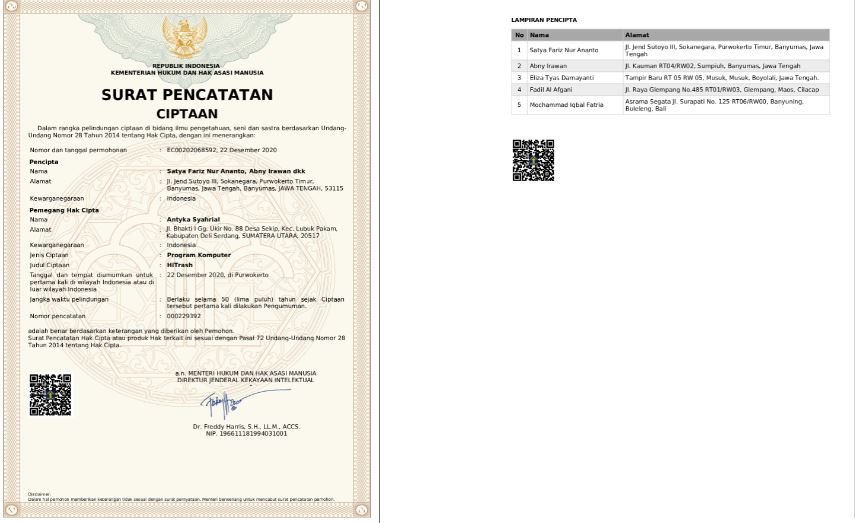 REPUBLIK INDONESIA
KEMENTERIAN HUKUM DAN HAK ASASI MANUSIA
SURAT PENCATATAN
CIPTAAN
Dalam rangka pelindungan ciptaan di bidang ilmu pengetahuan, seni dan sastra berdasarkan Undang-
Undang Nomor 28 Tahun 2014 tentang Hak Cipta, dengan ini menerangkan:
Nomor dan tanggal permohonan : EC00202068592, 22 Desember 2020
Pencipta
Nama : Satya Fariz Nur Ananto, Abny Irawan dkk
Alamat : Jl. Jend Sutoyo III, Sokanegara, Purwokerto Timur,
Banyumas, Jawa Tengah, Banyumas, JAWA TENGAH, 53115
Kewarganegaraan : Indonesia
Pemegang Hak Cipta
Nama : Antyka Syahrial
Alamat : Jl. Bhakti I Gg. Ukir No. 88 Desa Sekip, Kec. Lubuk Pakam,
Kabupaten Deli Serdang, SUMATERA UTARA, 20517
Kewarganegaraan : Indonesia
Jenis Ciptaan : Program Komputer
Judul Ciptaan : HiTrash
Tanggal dan tempat diumumkan untuk : 22 Desember 2020, di Purwokerto
pertama kali di wilayah Indonesia atau di
luar wilayah Indonesia
Jangka waktu pelindungan : Berlaku selama 50 (lima puluh) tahun sejak Ciptaan
tersebut pertama kali dilakukan Pengumuman.
Nomor pencatatan : 000229392
adalah benar berdasarkan keterangan yang diberikan oleh Pemohon.
Surat Pencatatan Hak Cipta atau produk Hak terkait ini sesuai dengan Pasal 72 Undang-Undang Nomor 28
Tahun 2014 tentang Hak Cipta.
a.n. MENTERI HUKUM DAN HAK ASASI MANUSIA
DIREKTUR JENDERAL KEKAYAAN INTELEKTUAL
Dr. Freddy Harris, S.H., LL.M., ACCS.
NIP. 196611181994031001
Disclaimer:
Dalam hal pemohon memberikan keterangan tidak sesuai dengan surat pernyataan, Menteri berwenang untuk mencabut surat pencatatan permohonan.
LAMPIRAN PENCIPTA
No Nama Alamat
1 Satya Fariz Nur Ananto Jl. Jend Sutoyo III, Sokanegara, Purwokerto Timur, Banyumas, Jawa
Tengah
2 Abny Irawan Jl. Kauman RT04/RW02, Sumpiuh, Banyumas, Jawa Tengah
3 Eliza Tyas Damayanti Tampir Baru RT 05 RW 05, Musuk, Musuk, Boyolali, Jawa Tengah.
4 Fadil Al Afgani Jl. Raya Glempang No.485 RT01/RW03, Glempang, Maos, Cilacap
5 Mochammad Iqbal Fatria Asrama Segata Jl. Surapati No. 125 RT06/RW00, Banyuning,
Buleleng, Bali